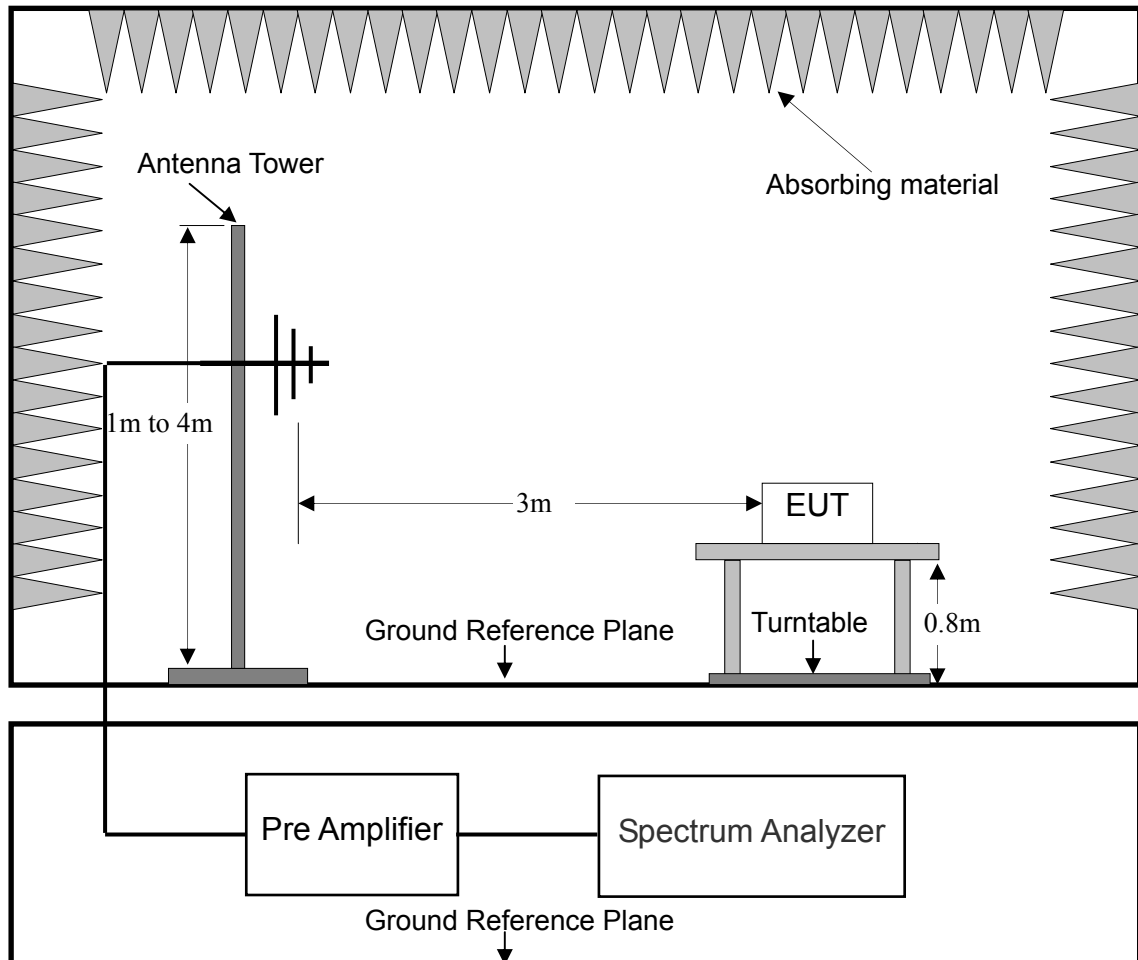 Antenna Tower
Absorbing material
1m to 4m
3m
EUT
Ground Reference Plane
Turntable
0.8m
Pre Amplifier
Spectrum Analyzer
Ground Reference Plane